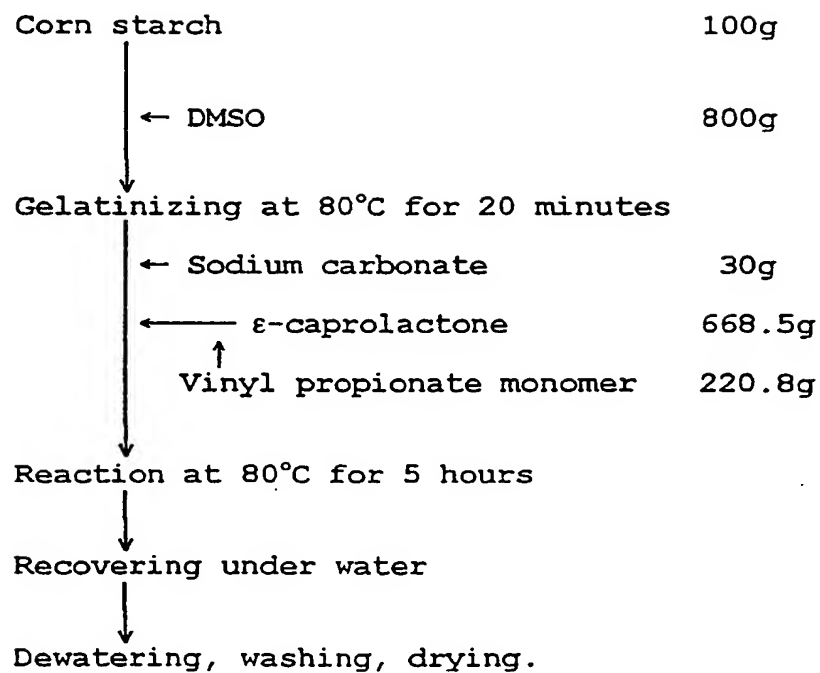 Corn starch 100g
← DMSO 800g
Gelatinizing at 80°C for 20 minutes
← Sodium carbonate 30g
ε-caprolactone 668.5g
Vinyl propionate monomer 220.8g
Reaction at 80°C for 5 hours
Recovering under water
Dewatering, washing, drying.